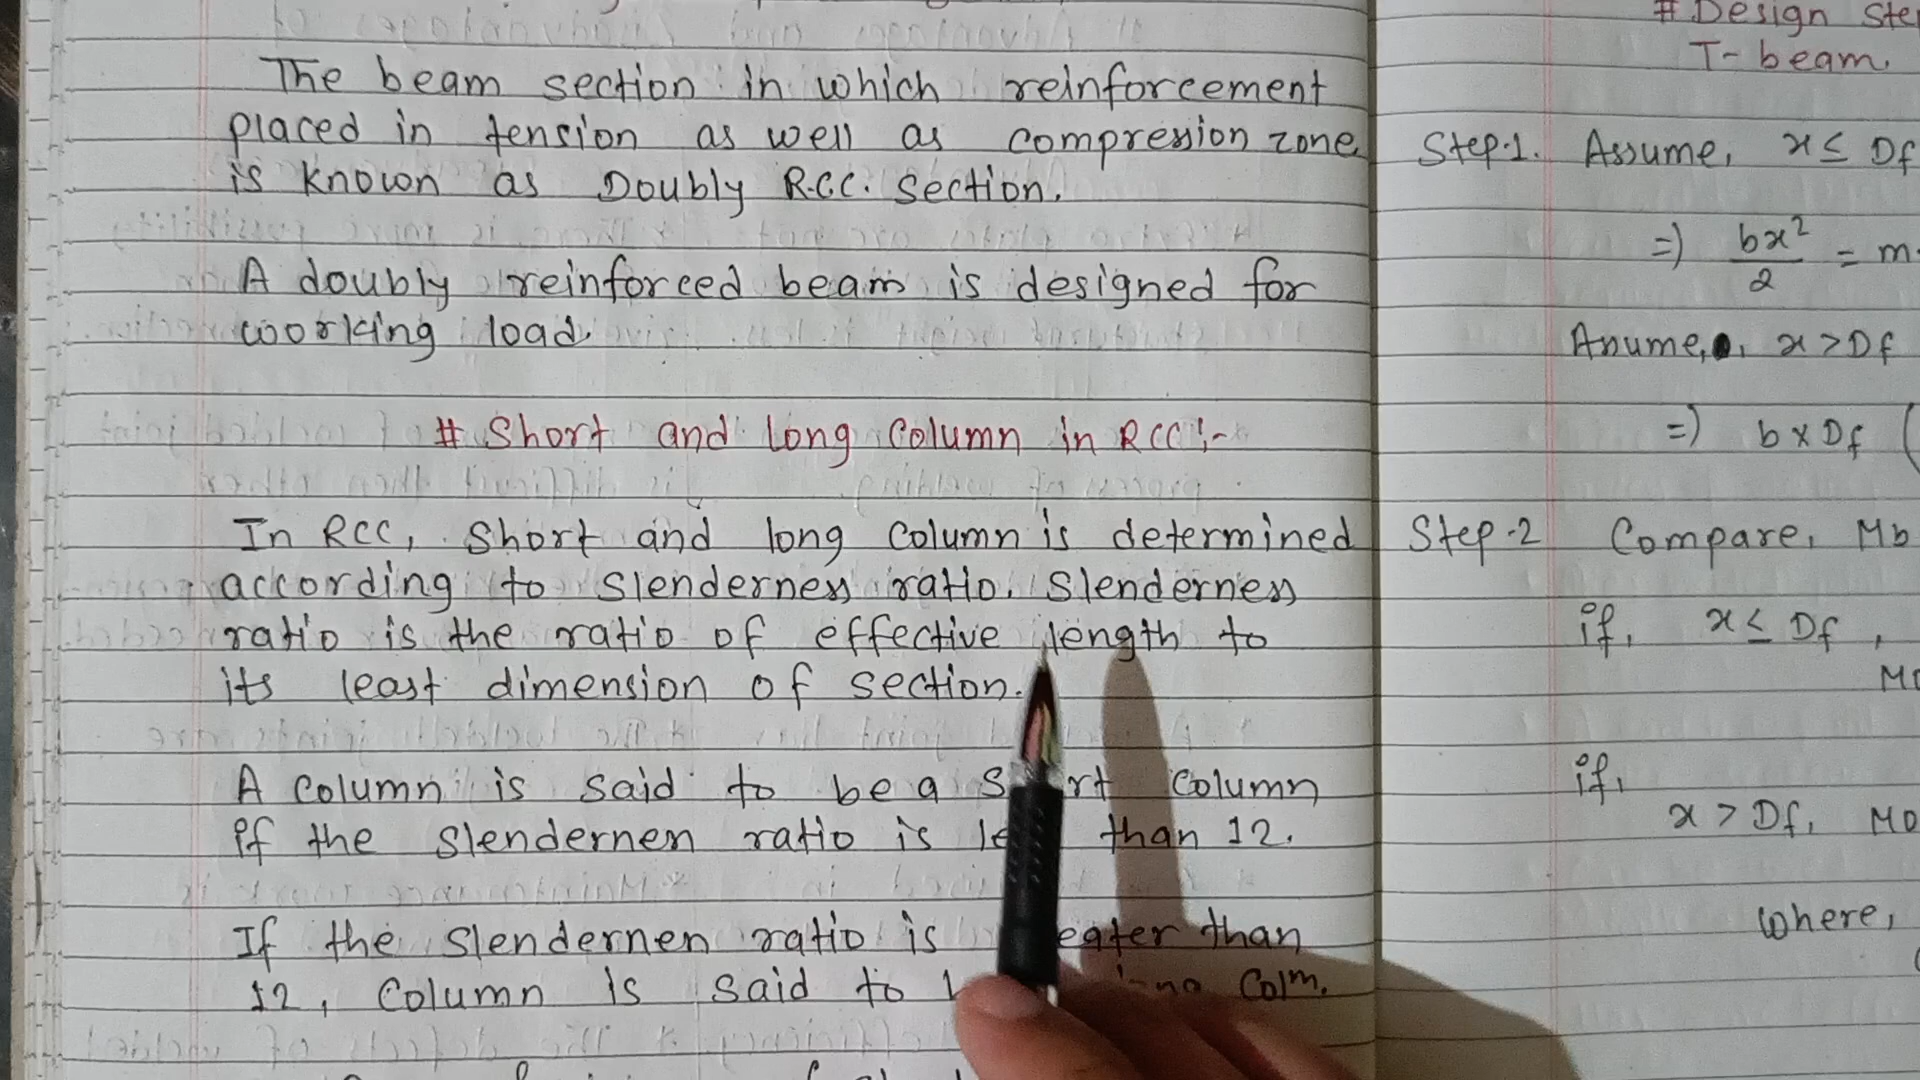 The beam section in which reinforcement
placed in tension as well as compression zone
is known as Doubly R.C.C. section.
A doubly reinforced beam is designed for
working load.
# Short and long column in RCC :-
In RCC, short and long column is determined
according to slenderness ratio. Slenderness
ratio is the ratio of effective length to
its least dimension of section.
A column is said to be a column
if the slenderness ratio is than 12.
If the slenderness ratio is than
12, column is said to Colm.
# Design
T-beam.
Step-1. Assume, x ≤ Df
=) bx²/2 = m
Assume, x > Df
=) b x Df (
Step-2 Compare, Mb
if, x ≤ Df ,
if,
x > Df,
where,